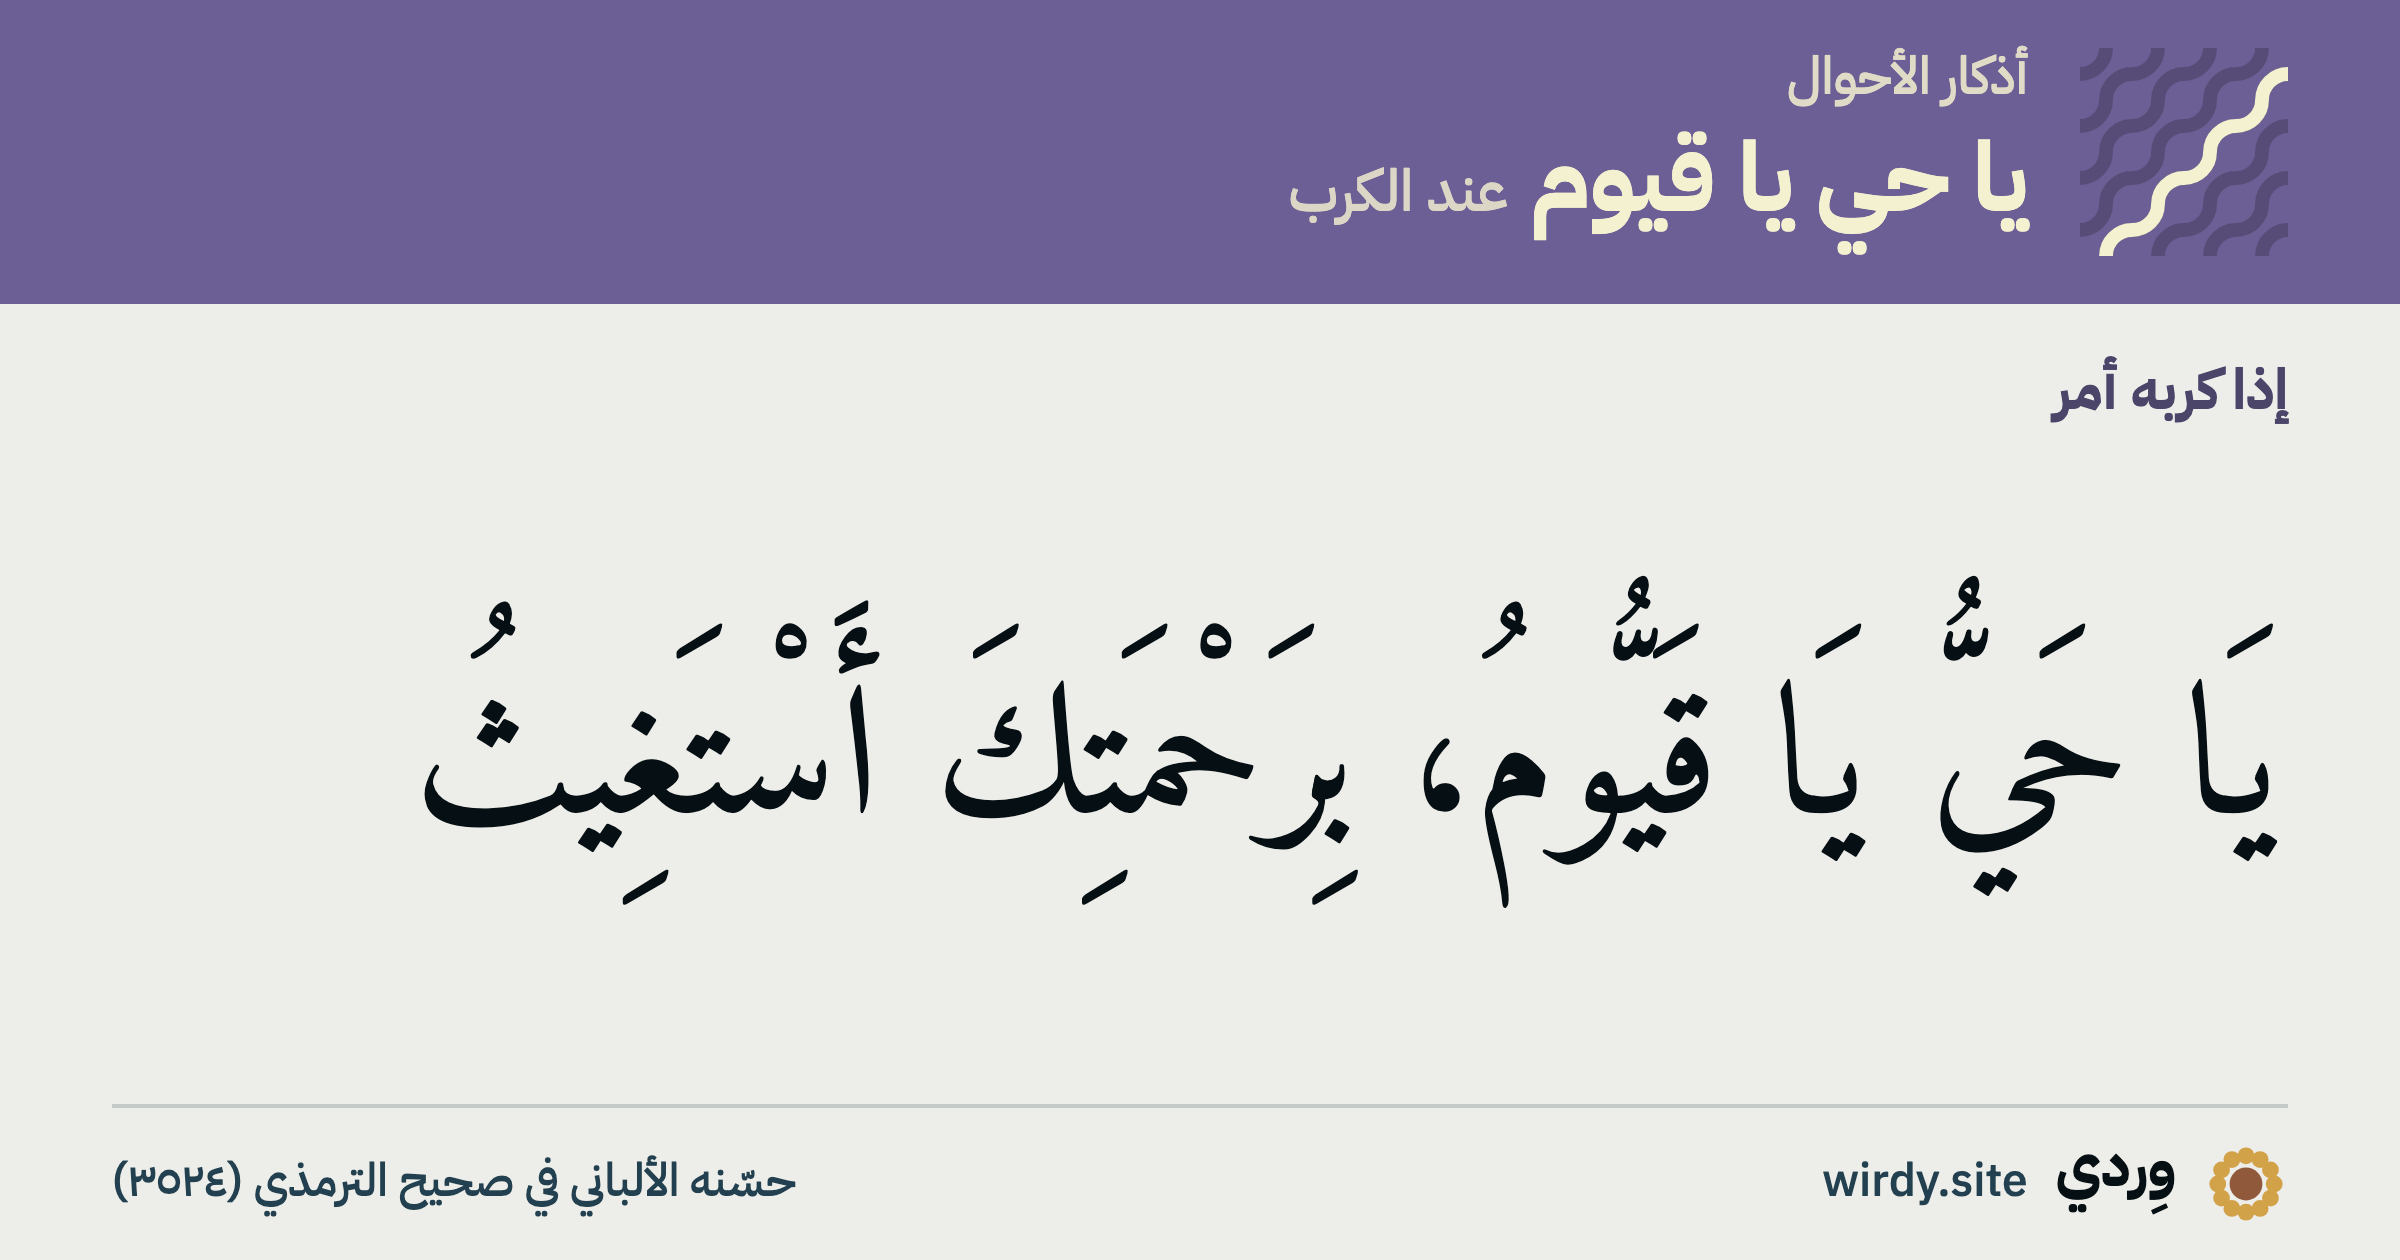 أذكار الأحوال
يا حي يا قيوم عند الكرب
إذا كربه أمر
يَا حَيُّ يَا قَيُّومُ، بِرَحْمَتِكَ أَسْتَغِيثُ
وِردي wirdy.site
حسّنه الألباني في صحيح الترمذي (٣٥٢٤)